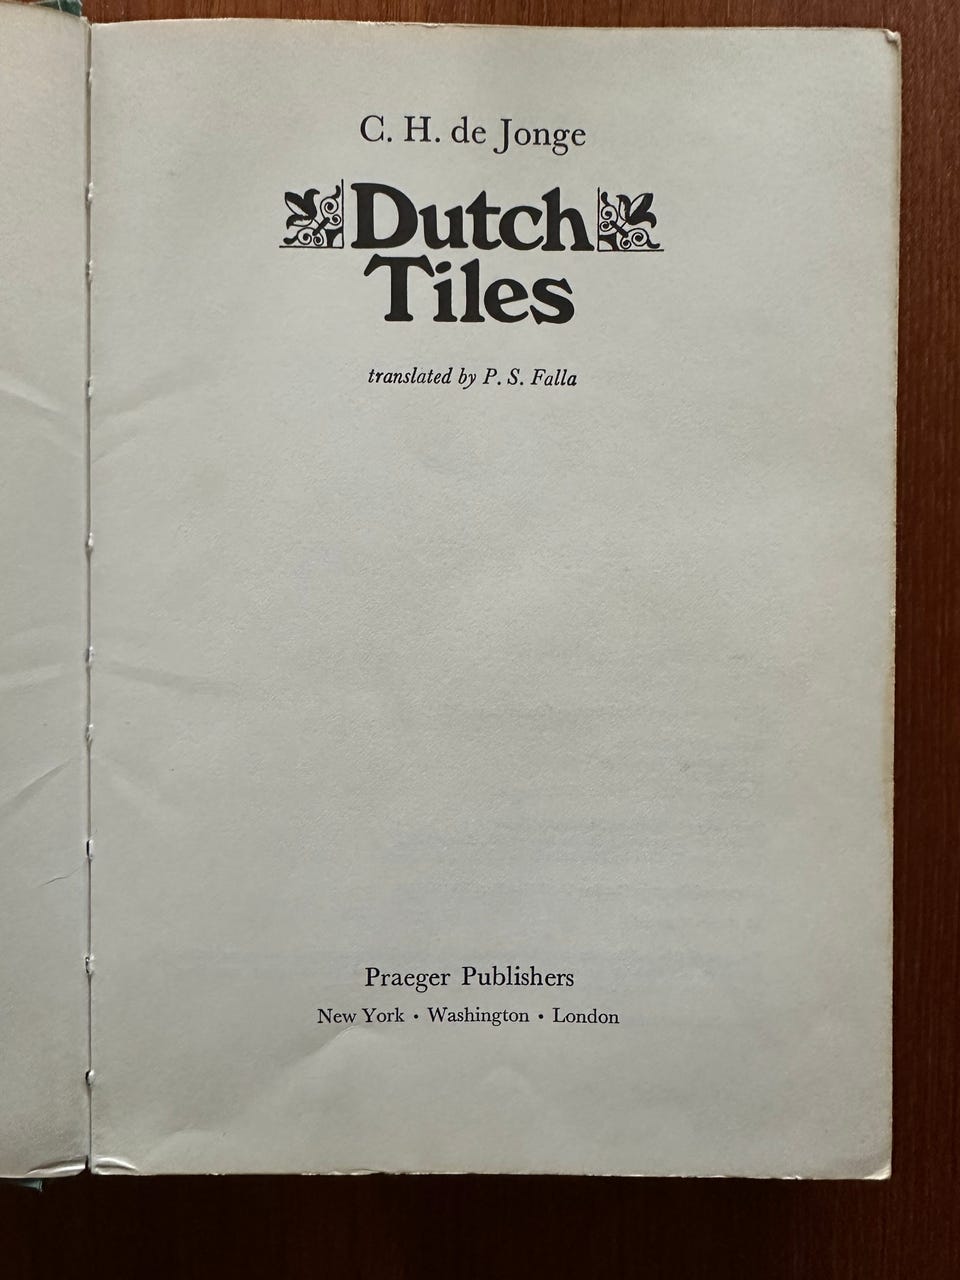 C. H. de Jonge
Dutch
Tiles
translated by P. S. Falla
Praeger Publishers
New York • Washington • London